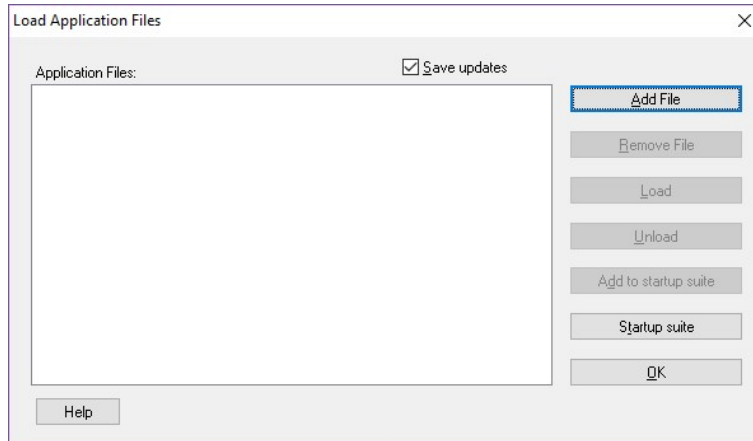 Load Application Files
Application Files:
Save updates
Add File
Remove File
Load
Unload
Add to startup suite
Startup suite
OK
Help